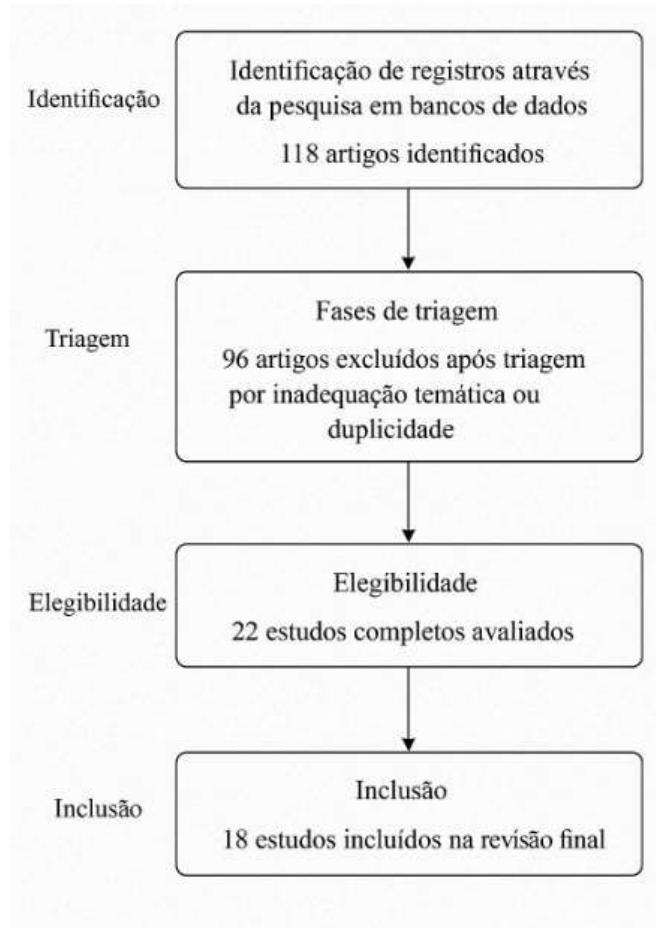 Identificação
Identificação de registros através
da pesquisa em bancos de dados
118 artigos identificados
Triagem
Fases de triagem
96 artigos excluídos após triagem
por inadequação temática ou
duplicidade
Elegibilidade
Elegibilidade
22 estudos completos avaliados
Inclusão
Inclusão
18 estudos incluídos na revisão final